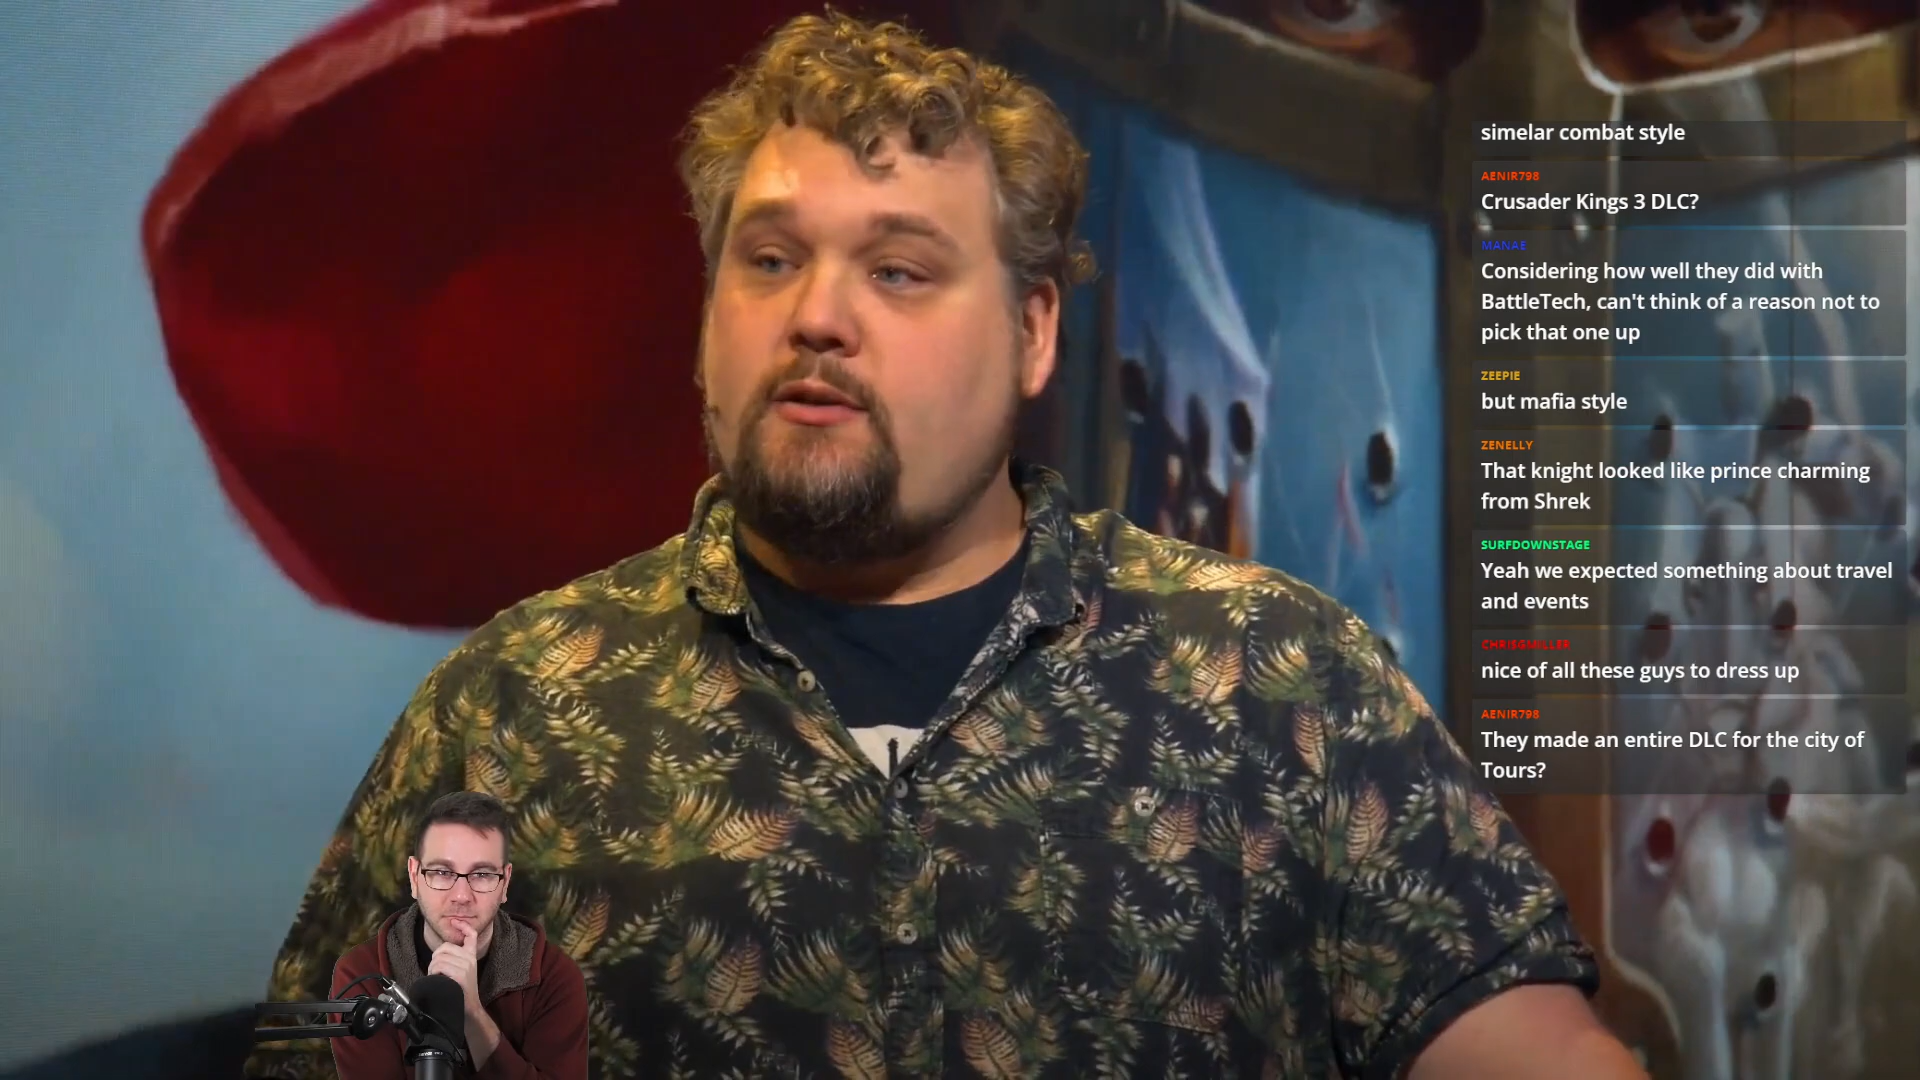 simelar combat style
AENIR798
Crusader Kings 3 DLC?
MANAE
Considering how well they did with
BattleTech, can't think of a reason not to
pick that one up
ZEEPIE
but mafia style
ZENELLY
That knight looked like prince charming
from Shrek
SURFDOWNSTAGE
Yeah we expected something about travel
and events
CHRISGMILLER
nice of all these guys to dress up
AENIR798
They made an entire DLC for the city of
Tours?